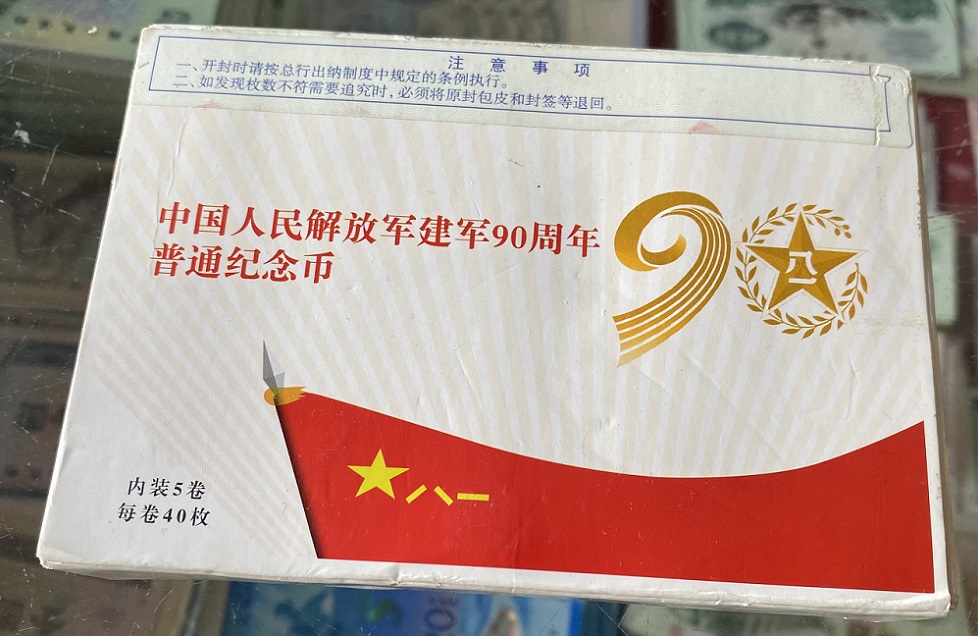 注意事项
一、开封时请按总行出纳制度中规定的条例执行。
二、如发现枚数不符需要追究时，必须将原封包皮和封签等退回。
中国人民解放军建军90周年
普通纪念币
90
八一
八一
内装5卷
每卷40枚